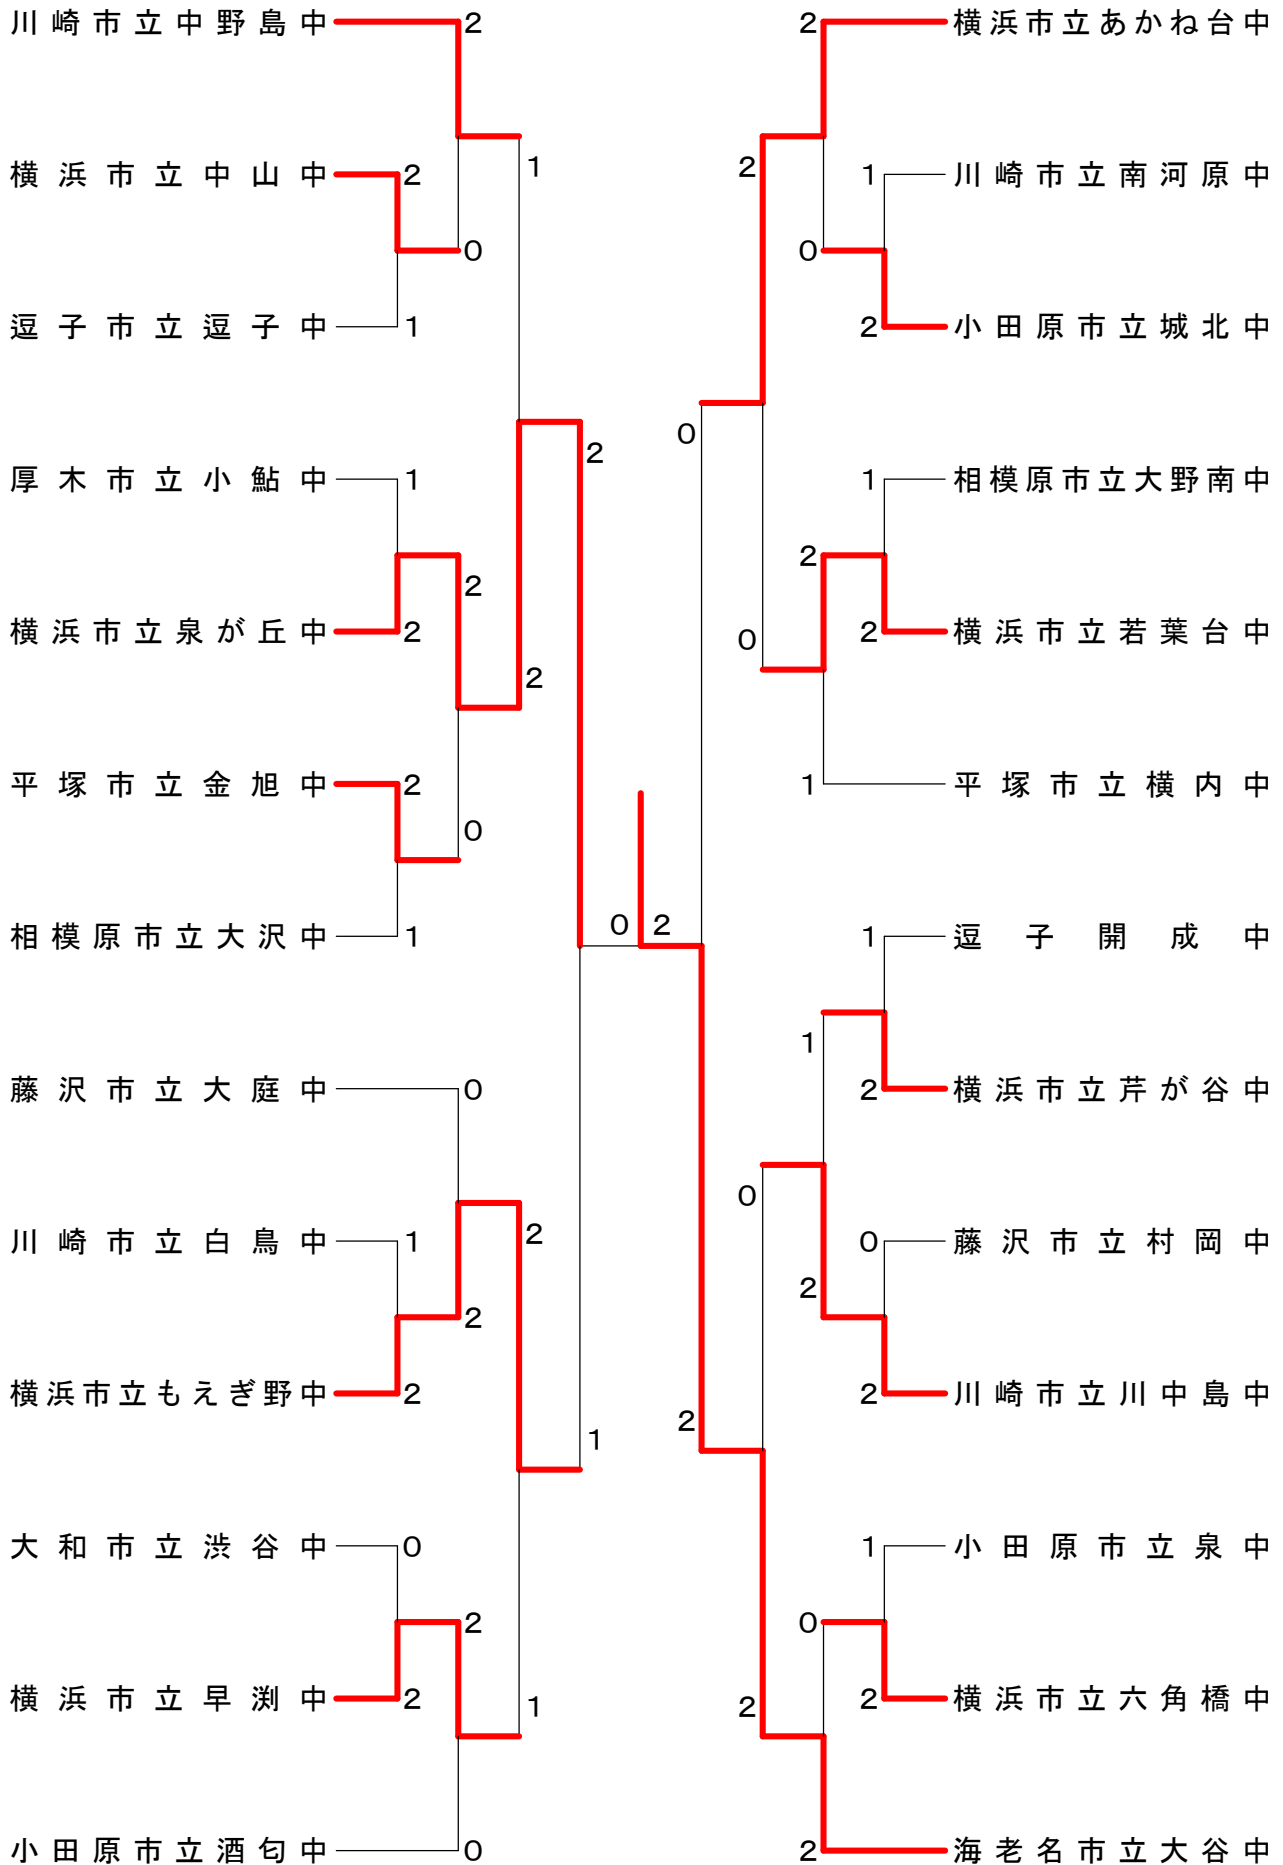 川崎市立中野島中 2 2 横浜市立あかね台中
横浜市立中山中 2 1 2 1 川崎市立南河原中
0 0
逗子市立逗子中 1 2 小田原市立城北中
2 0
厚木市立小鮎中 1 1 相模原市立大野南中
2 2
横浜市立泉が丘中 2 0 2 横浜市立若葉台中
2
平塚市立金旭中 2 1 平塚市立横内中
0
相模原市立大沢中 1 0 2 1 逗子開成中
1
藤沢市立大庭中 0 2 横浜市立芹が谷中
0
川崎市立白鳥中 1 2 0 藤沢市立村岡中
2 2
横浜市立もえぎ野中 2 2 川崎市立川中島中
1 2
大和市立渋谷中 0 1 小田原市立泉中
2 0
横浜市立早渕中 2 1 2 2 横浜市立六角橋中
小田原市立酒匂中 0 2 海老名市立大谷中